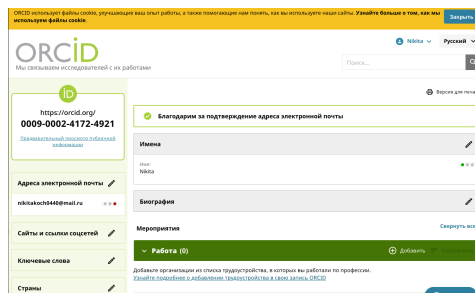 ORCID использует файлы cookie, улучшающие ваш опыт работы, а также помогающие нам понять, как вы используете наши сайты. Узнайте больше о том, как мы
используем файлы cookie.
Закрыть
Nikita
Русский
ORCID
Мы связываем исследователей с их работами
Поиск...
Версия для печа
iD
https://orcid.org/
0009-0002-4172-4921
Предварительный просмотр публичной
информации
Благодарим за подтверждение адреса электронной почты
Имена
Имя:
Nikita
Адреса электронной почты
nikitakoch0440@mail.ru
Биография
Сайты и ссылки соцсетей
Мероприятия
Свернуть все
Работа (0)
Добавить
Ключевые слова
Добавьте организации из списка трудоустройства, в которых вы работали по профессии.
Узнайте подробнее о добавлении трудоустройства в свою запись ORCID
Страны